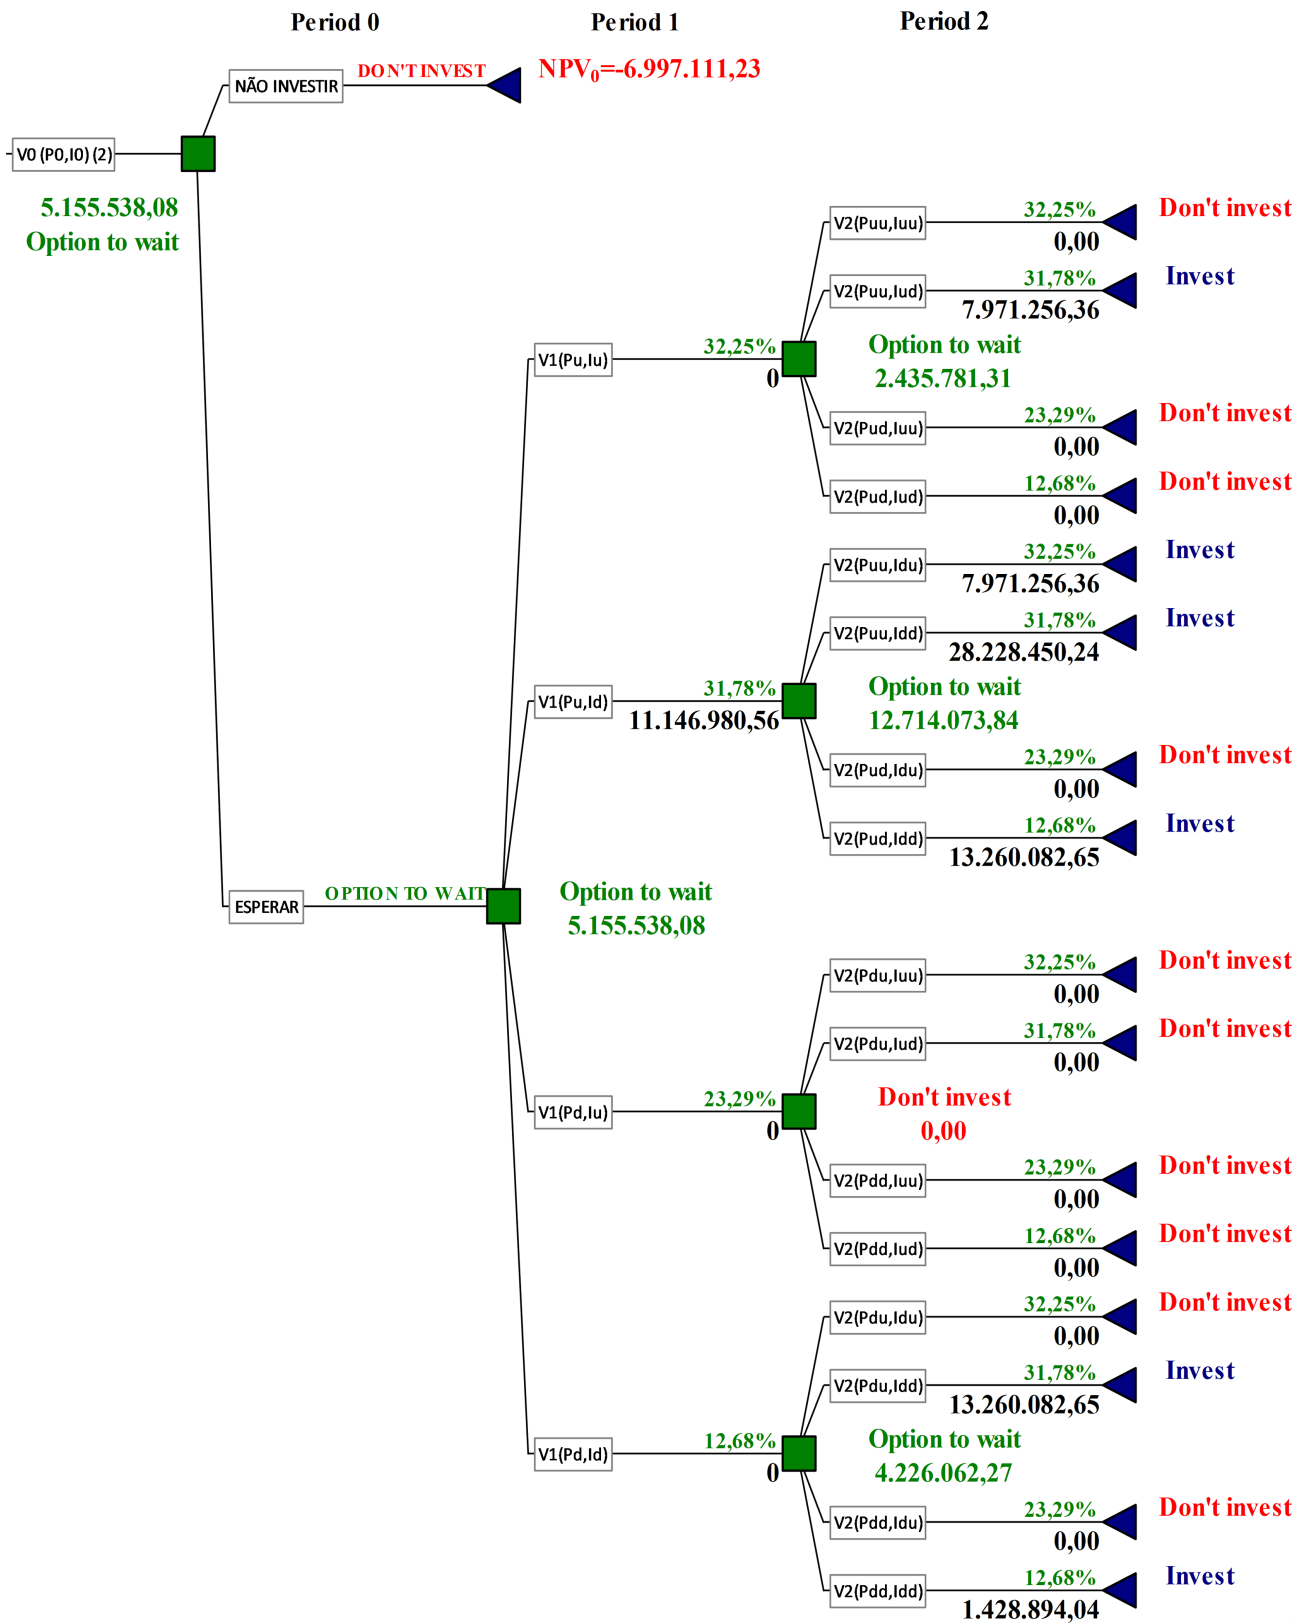 Period 0 Period 1 Period 2
NÃO INVESTIR DON'T INVEST NPV₀=-6.997.111,23
V0 (P0,I0) (2)
5.155.538,08
Option to wait
V2(Puu,Iuu) 32,25% Don't invest
0,00
V2(Puu,Iud) 31,78% Invest
7.971.256,36
V1(Pu,Iu) 32,25% Option to wait
0 2.435.781,31
V2(Pud,Iuu) 23,29% Don't invest
0,00
V2(Pud,Iud) 12,68% Don't invest
0,00
V2(Puu,Idu) 32,25% Invest
7.971.256,36
V2(Puu,Idd) 31,78% Invest
28.228.450,24
V1(Pu,Id) 31,78% Option to wait
11.146.980,56 12.714.073,84
V2(Pud,Idu) 23,29% Don't invest
0,00
V2(Pud,Idd) 12,68% Invest
13.260.082,65
ESPERAR OPTION TO WAIT Option to wait
5.155.538,08
V2(Pdu,Iuu) 32,25% Don't invest
0,00
V2(Pdu,Iud) 31,78% Don't invest
0,00
V1(Pd,Iu) 23,29% Don't invest
0 0,00
V2(Pdd,Iuu) 23,29% Don't invest
0,00
V2(Pdd,Iud) 12,68% Don't invest
0,00
V2(Pdu,Idu) 32,25% Don't invest
0,00
V2(Pdu,Idd) 31,78% Invest
13.260.082,65
V1(Pd,Id) 12,68% Option to wait
0 4.226.062,27
V2(Pdd,Idu) 23,29% Don't invest
0,00
V2(Pdd,Idd) 12,68% Invest
1.428.894,04